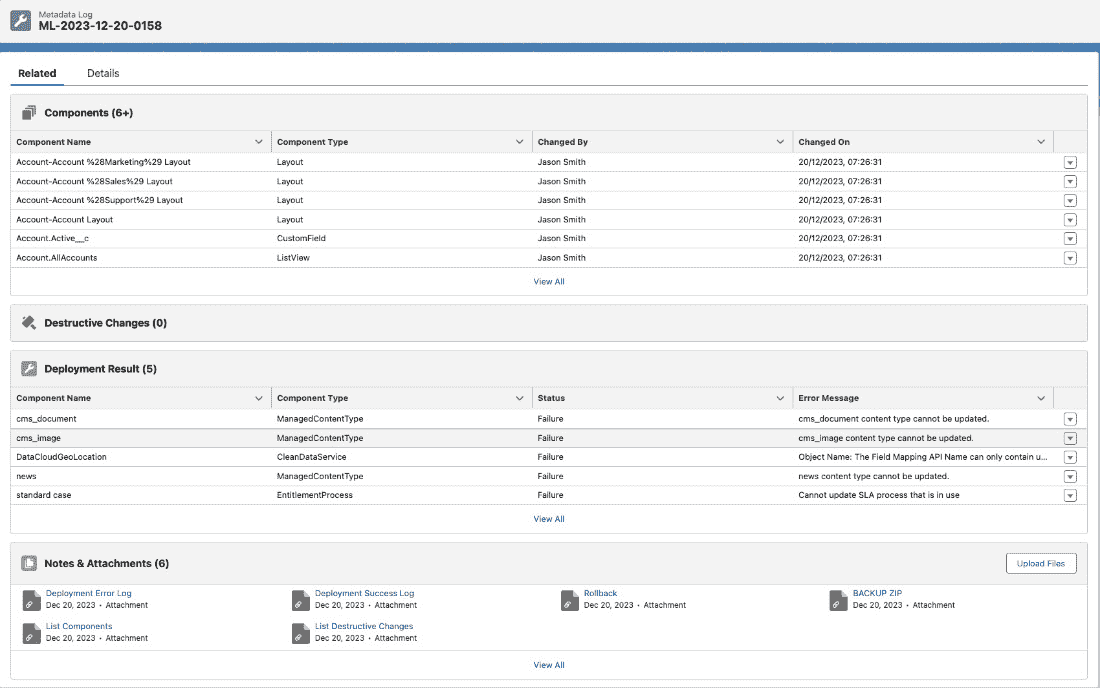 Metadata Log
ML-2023-12-20-0158
Related Details
Components (6+)
Component Name Component Type Changed By Changed On
Account-Account %28Marketing%29 Layout Layout Jason Smith 20/12/2023, 07:26:31
Account-Account %28Sales%29 Layout Layout Jason Smith 20/12/2023, 07:26:31
Account-Account %28Support%29 Layout Layout Jason Smith 20/12/2023, 07:26:31
Account-Account Layout Layout Jason Smith 20/12/2023, 07:26:31
Account.Active__c CustomField Jason Smith 20/12/2023, 07:26:31
Account.AllAccounts ListView Jason Smith 20/12/2023, 07:26:31
View All
Destructive Changes (0)
Deployment Result (5)
Component Name Component Type Status Error Message
cms_document ManagedContentType Failure cms_document content type cannot be updated.
cms_image ManagedContentType Failure cms_image content type cannot be updated.
DataCloudGeoLocation CleanDataService Failure Object Name: The Field Mapping API Name can only contain u...
news ManagedContentType Failure news content type cannot be updated.
standard case EntitlementProcess Failure Cannot update SLA process that is in use
View All
Notes & Attachments (6) Upload Files
Deployment Error Log Deployment Success Log Rollback BACKUP ZIP
Dec 20, 2023 • Attachment Dec 20, 2023 • Attachment Dec 20, 2023 • Attachment Dec 20, 2023 • Attachment
List Components List Destructive Changes
Dec 20, 2023 • Attachment Dec 20, 2023 • Attachment
View All